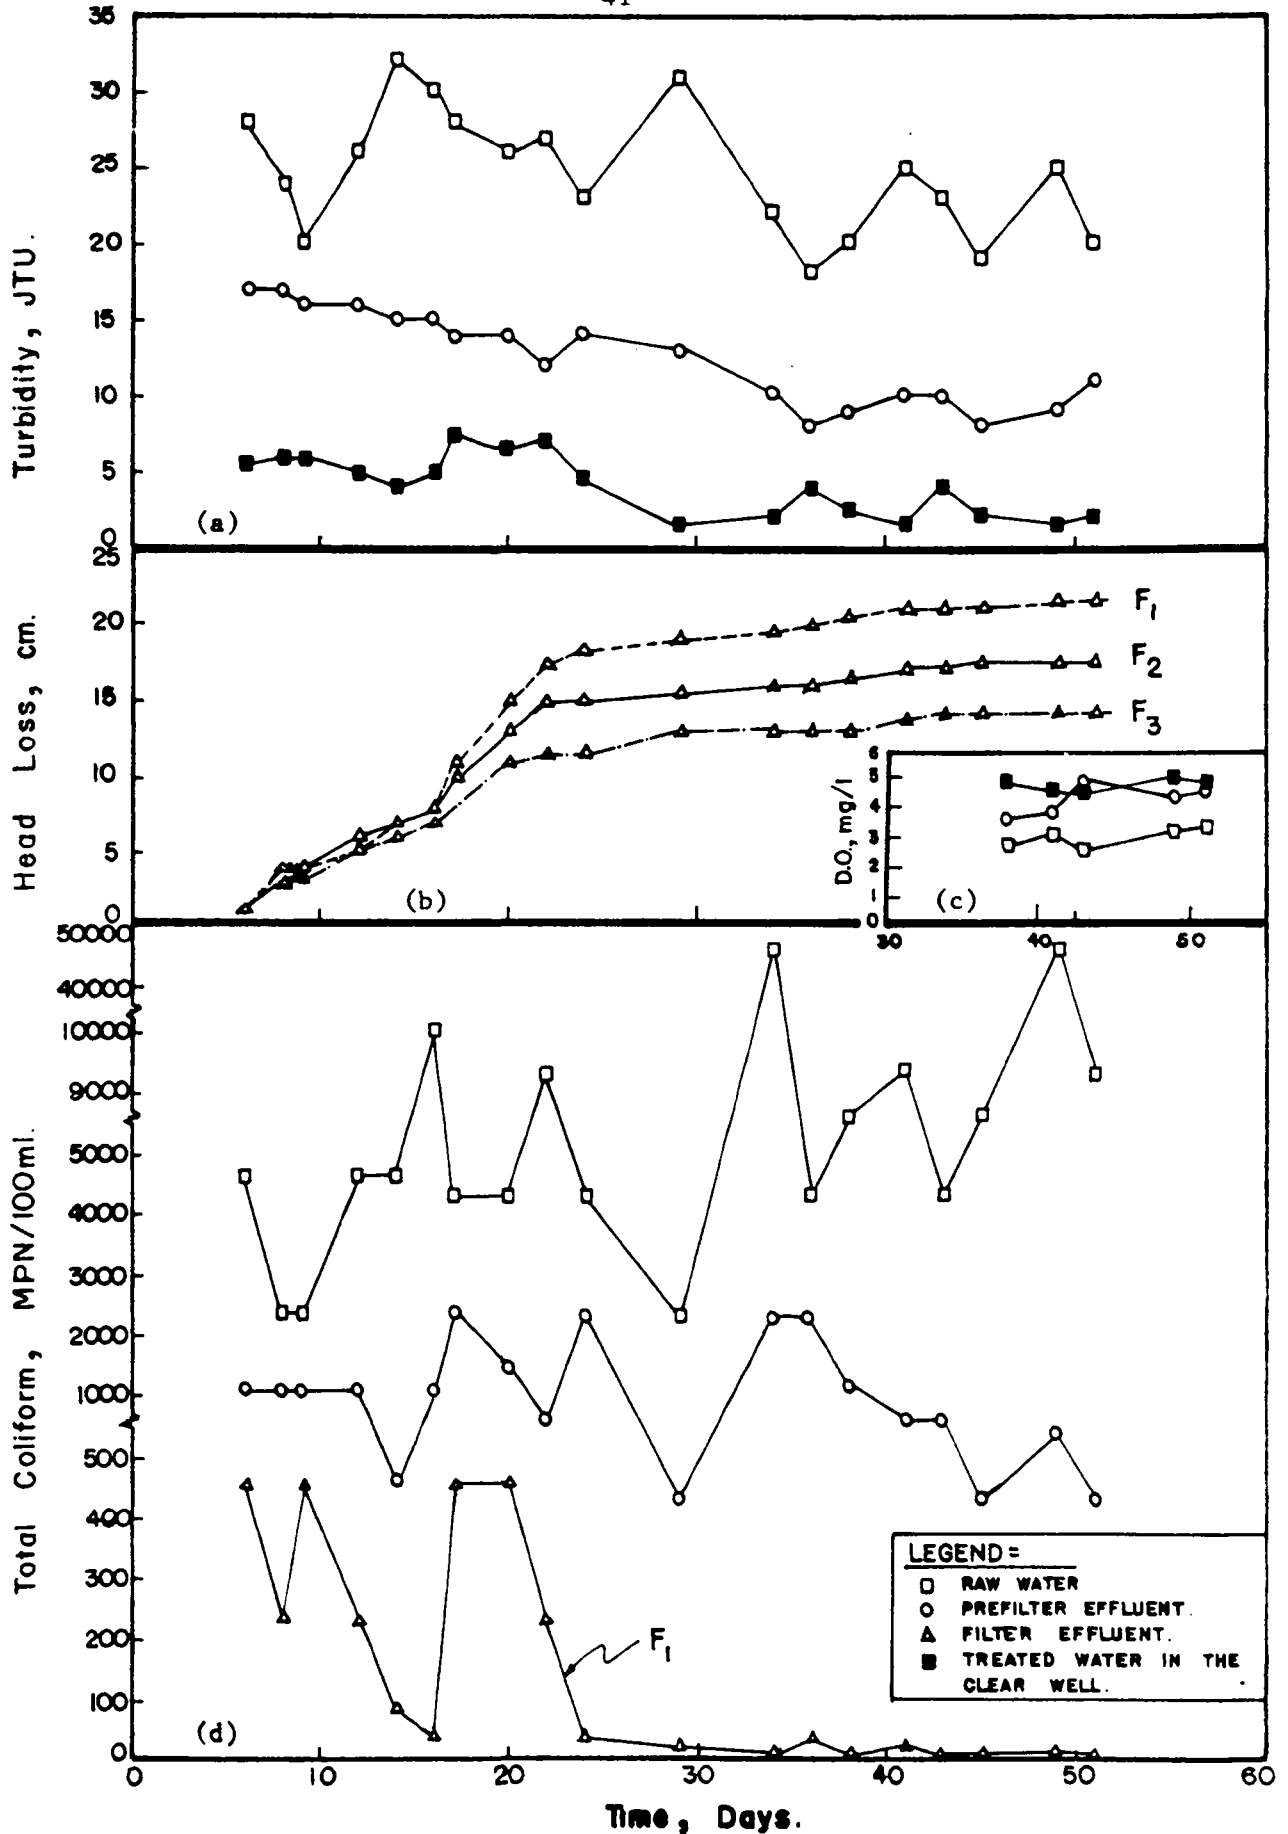 41
35
30
25
20
15
10
5
0
Turbidity, JTU.
(a)
25
20
15
10
5
0
Head Loss, cm.
F1
F2
F3
(b)
6
5
4
3
2
1
0
D.O., mg/l
(c)
30 40 50
50000
40000
10000
9000
5000
4000
3000
2000
1000
500
400
300
200
100
0
Total Coliform, MPN/100ml.
F1
(d)
LEGEND=
RAW WATER
PREFILTER EFFLUENT.
FILTER EFFLUENT.
TREATED WATER IN THE
CLEAR WELL.
0 10 20 30 40 50 60
Time, Days.